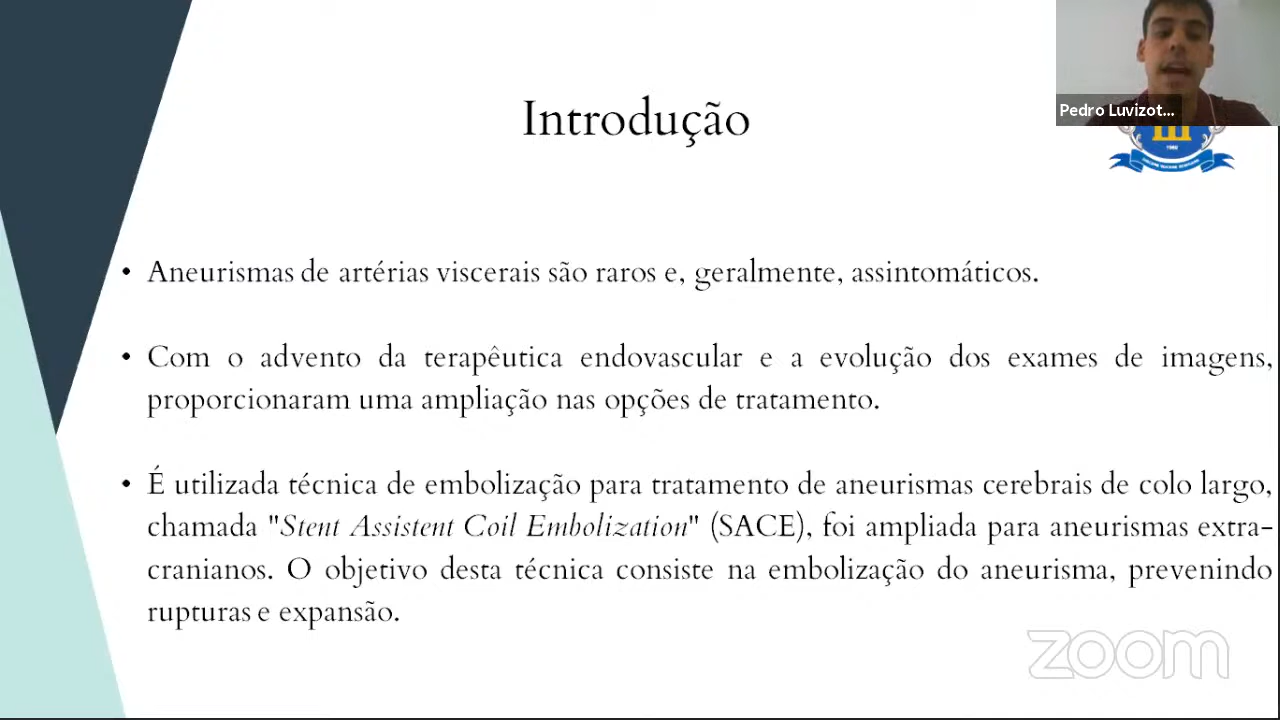 Introdução
Pedro Luvizot...
• Aneurismas de artérias viscerais são raros e, geralmente, assintomáticos.
• Com o advento da terapêutica endovascular e a evolução dos exames de imagens,
proporcionaram uma ampliação nas opções de tratamento.
• É utilizada técnica de embolização para tratamento de aneurismas cerebrais de colo largo,
chamada "Stent Assistent Coil Embolization" (SACE), foi ampliada para aneurismas extra-
cranianos. O objetivo desta técnica consiste na embolização do aneurisma, prevenindo
rupturas e expansão.
zoom